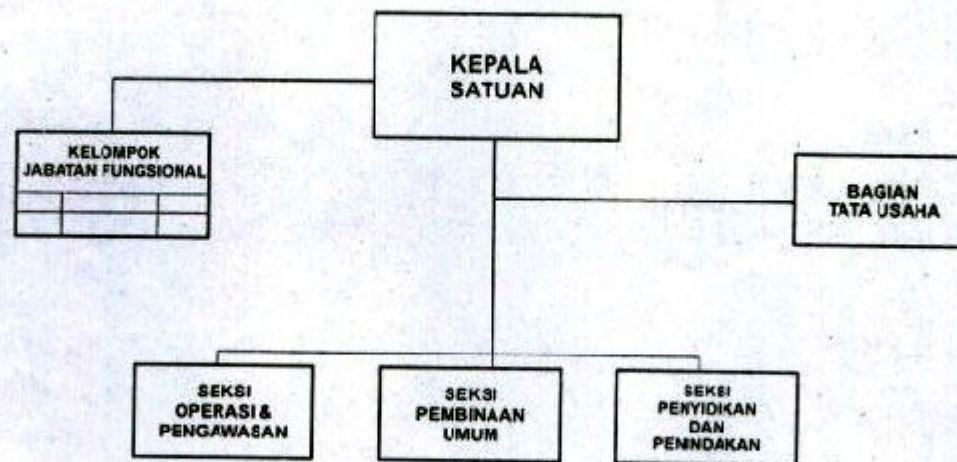 KEPALA
SATUAN
KELOMPOK
JABATAN FUNGSIONAL
BAGIAN
TATA USAHA
SEKSI
OPERASI &
PENGAWASAN
SEKSI
PEMBINAAN
UMUM
SEKSI
PENYIDIKAN
DAN
PENINDAKAN